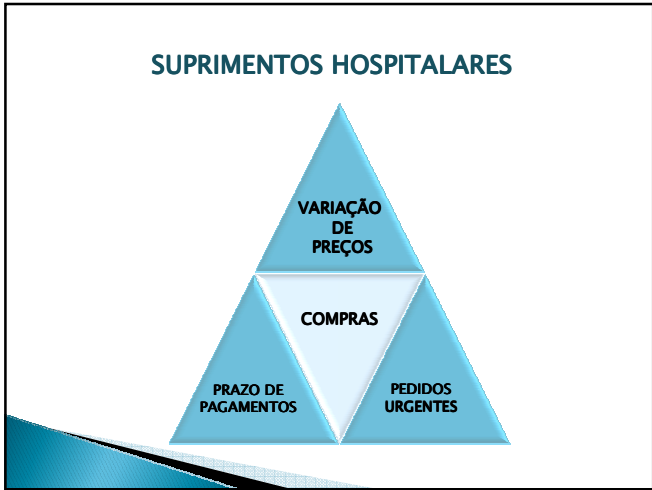 SUPRIMENTOS HOSPITALARES
VARIAÇÃO
DE
PREÇOS
COMPRAS
PRAZO DE
PAGAMENTOS
PEDIDOS
URGENTES